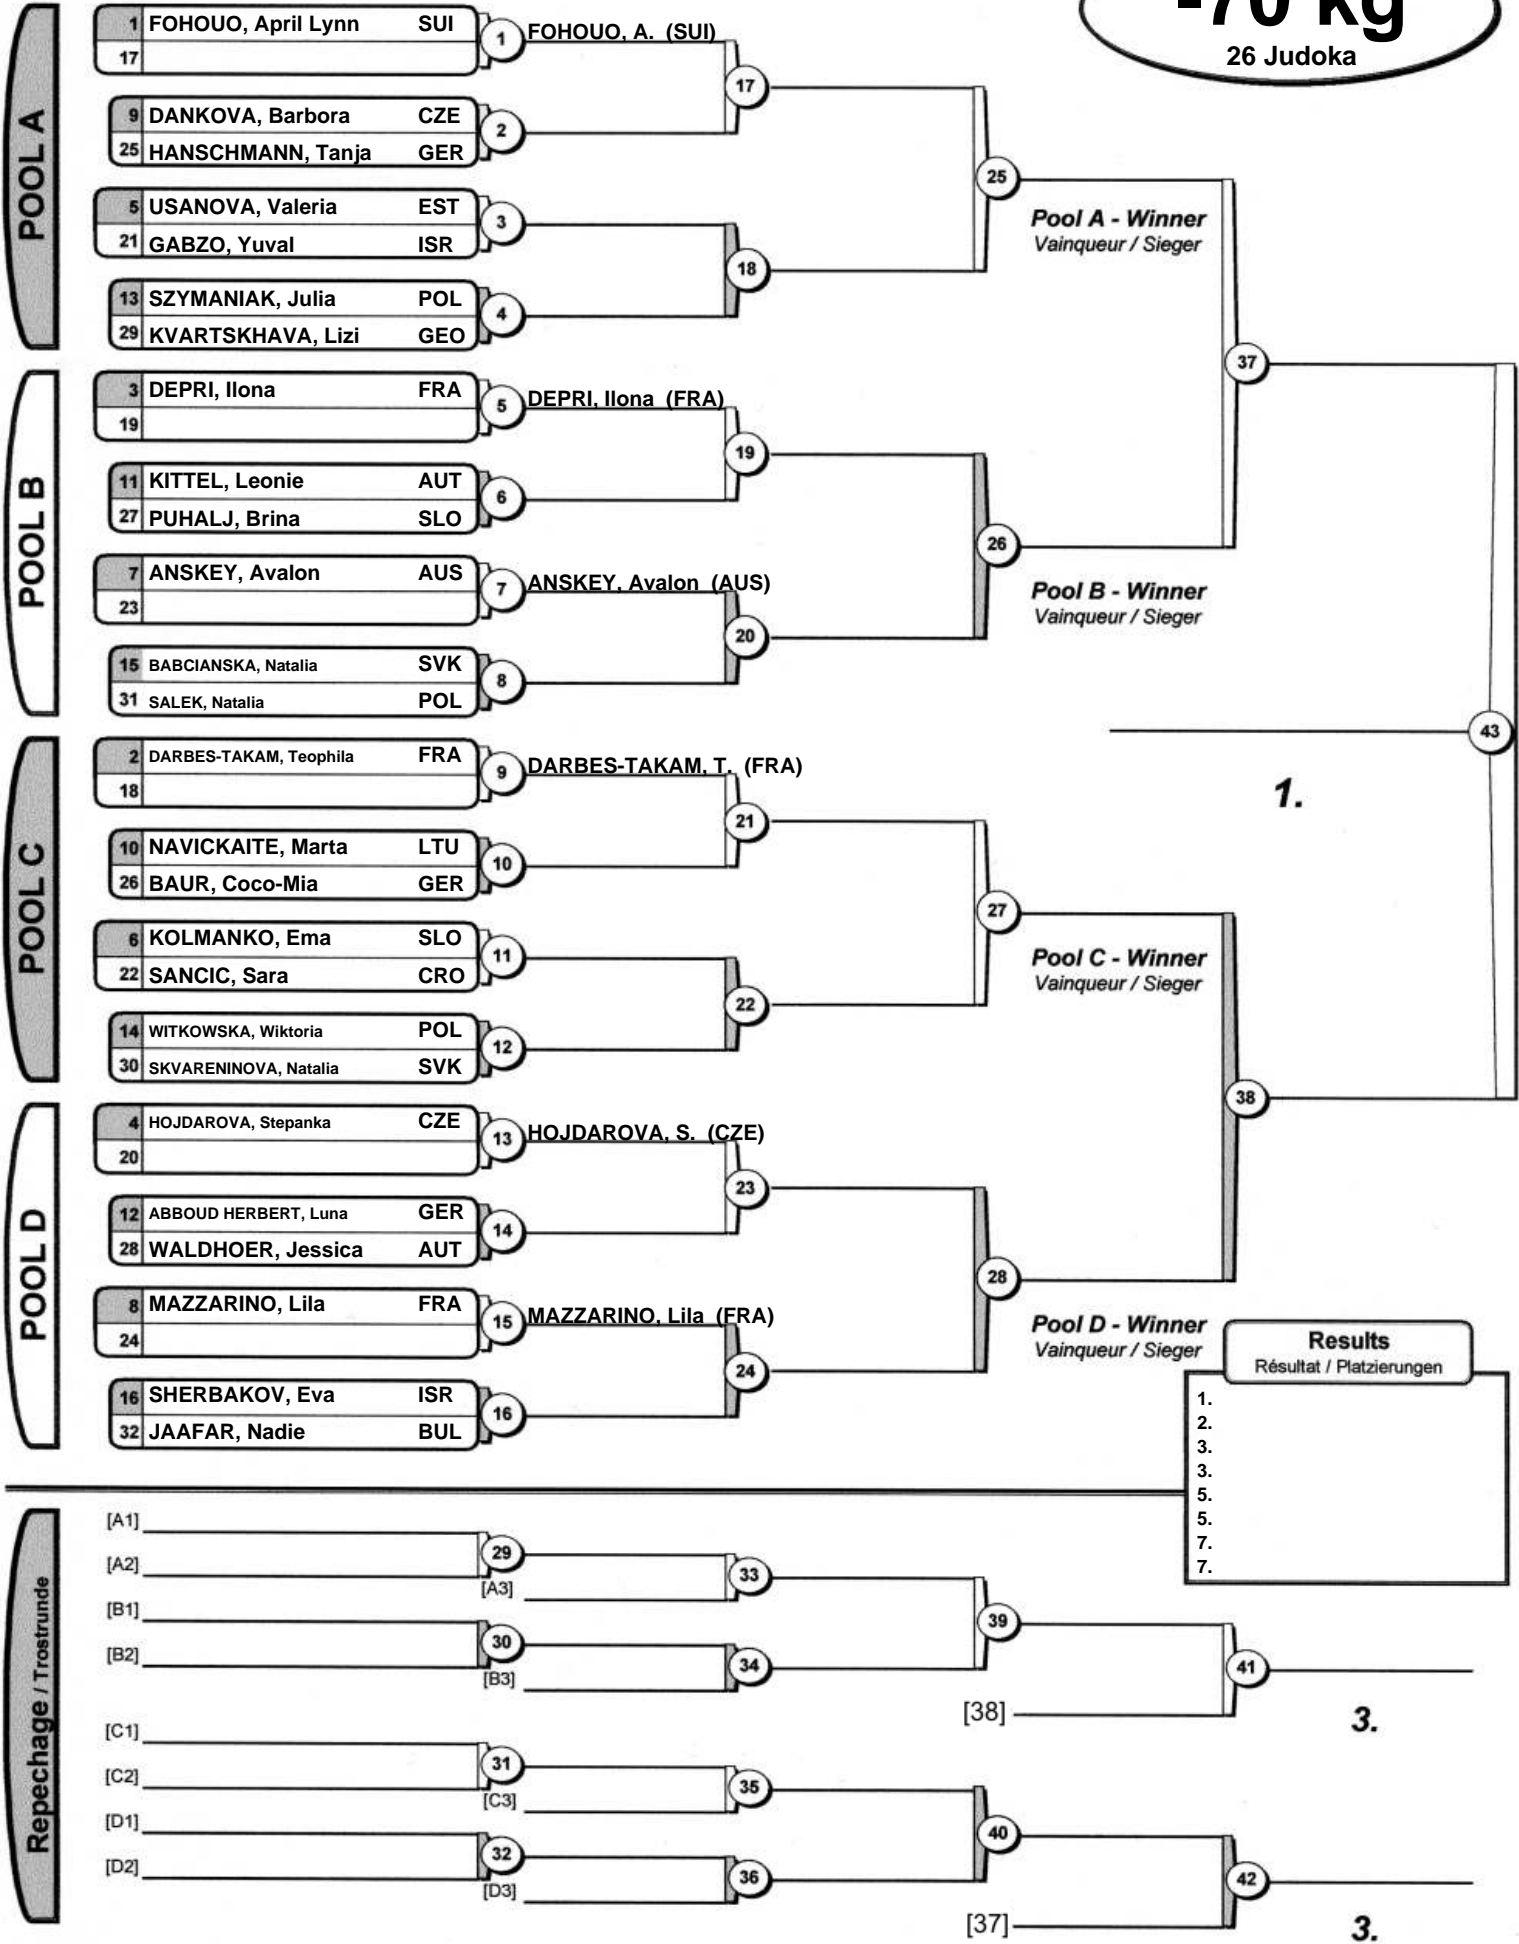 -70 kg
26 Judoka
POOL A
1 FOHOUO, April Lynn SUI
17
1 FOHOUO, A. (SUI)
17
9 DANKOVA, Barbora CZE
25 HANSCHMANN, Tanja GER
2
25
5 USANOVA, Valeria EST
21 GABZO, Yuval ISR
3
Pool A - Winner
Vainqueur / Sieger
18
13 SZYMANIAK, Julia POL
29 KVARTSKHAVA, Lizi GEO
4
37
POOL B
3 DEPRI, Ilona FRA
19
5 DEPRI, Ilona (FRA)
19
11 KITTEL, Leonie AUT
27 PUHALJ, Brina SLO
6
26
7 ANSKEY, Avalon AUS
23
7 ANSKEY, Avalon (AUS)
Pool B - Winner
Vainqueur / Sieger
20
15 BABCIANSKA, Natalia SVK
31 SALEK, Natalia POL
8
43
1.
POOL C
2 DARBES-TAKAM, Teophila FRA
18
9 DARBES-TAKAM, T. (FRA)
21
10 NAVICKAITE, Marta LTU
26 BAUR, Coco-Mia GER
10
27
6 KOLMANKO, Ema SLO
22 SANCIC, Sara CRO
11
Pool C - Winner
Vainqueur / Sieger
22
14 WITKOWSKA, Wiktoria POL
30 SKVARENINOVA, Natalia SVK
12
38
POOL D
4 HOJDAROVA, Stepanka CZE
20
13 HOJDAROVA, S. (CZE)
23
12 ABBOUD HERBERT, Luna GER
28 WALDHOER, Jessica AUT
14
28
8 MAZZARINO, Lila FRA
24
15 MAZZARINO, Lila (FRA)
Pool D - Winner
Vainqueur / Sieger
24
16 SHERBAKOV, Eva ISR
32 JAAFAR, Nadie BUL
16
Results
Résultat / Platzierungen
1.
2.
3.
3.
5.
5.
7.
7.
Repechage / Trostrunde
[A1]
[A2]
29
[A3]
33
[B1]
[B2]
30
[B3]
34
39
[38]
41
3.
[C1]
[C2]
31
[C3]
35
[D1]
[D2]
32
[D3]
36
40
[37]
42
3.